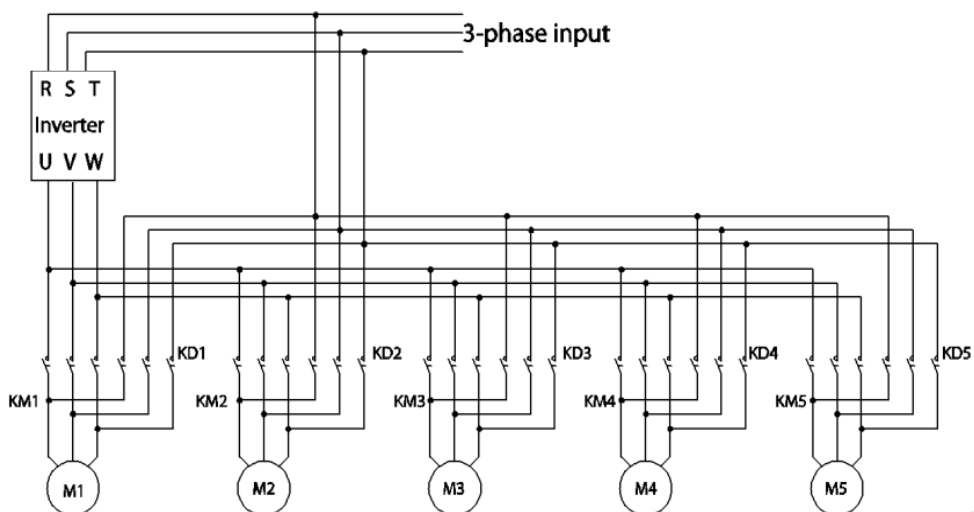 3-phase input
R S T
Inverter
U V W
KD1 KD2 KD3 KD4 KD5
KM1 KM2 KM3 KM4 KM5
M1 M2 M3 M4 M5